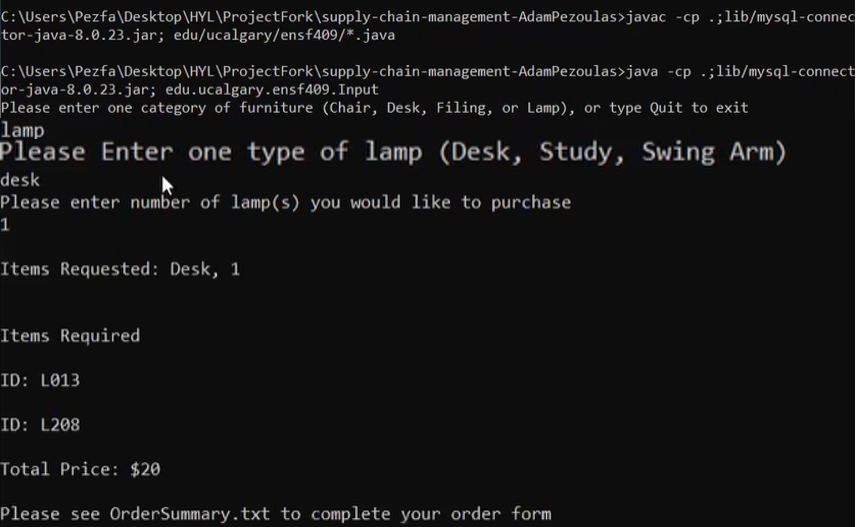 C:\Users\Pezfa\Desktop\HYL\ProjectFork\supply-chain-management-AdamPezoulas>javac -cp .;lib/mysql-connec
tor-java-8.0.23.jar; edu/ucalgary/ensf409/*.java
C:\Users\Pezfa\Desktop\HYL\ProjectFork\supply-chain-management-AdamPezoulas>java -cp .;lib/mysql-connect
or-java-8.0.23.jar; edu.ucalgary.ensf409.Input
Please enter one category of furniture (Chair, Desk, Filing, or Lamp), or type Quit to exit
lamp
Please Enter one type of lamp (Desk, Study, Swing Arm)
desk
Please enter number of lamp(s) you would like to purchase
1
Items Requested: Desk, 1
Items Required
ID: L013
ID: L208
Total Price: $20
Please see OrderSummary.txt to complete your order form